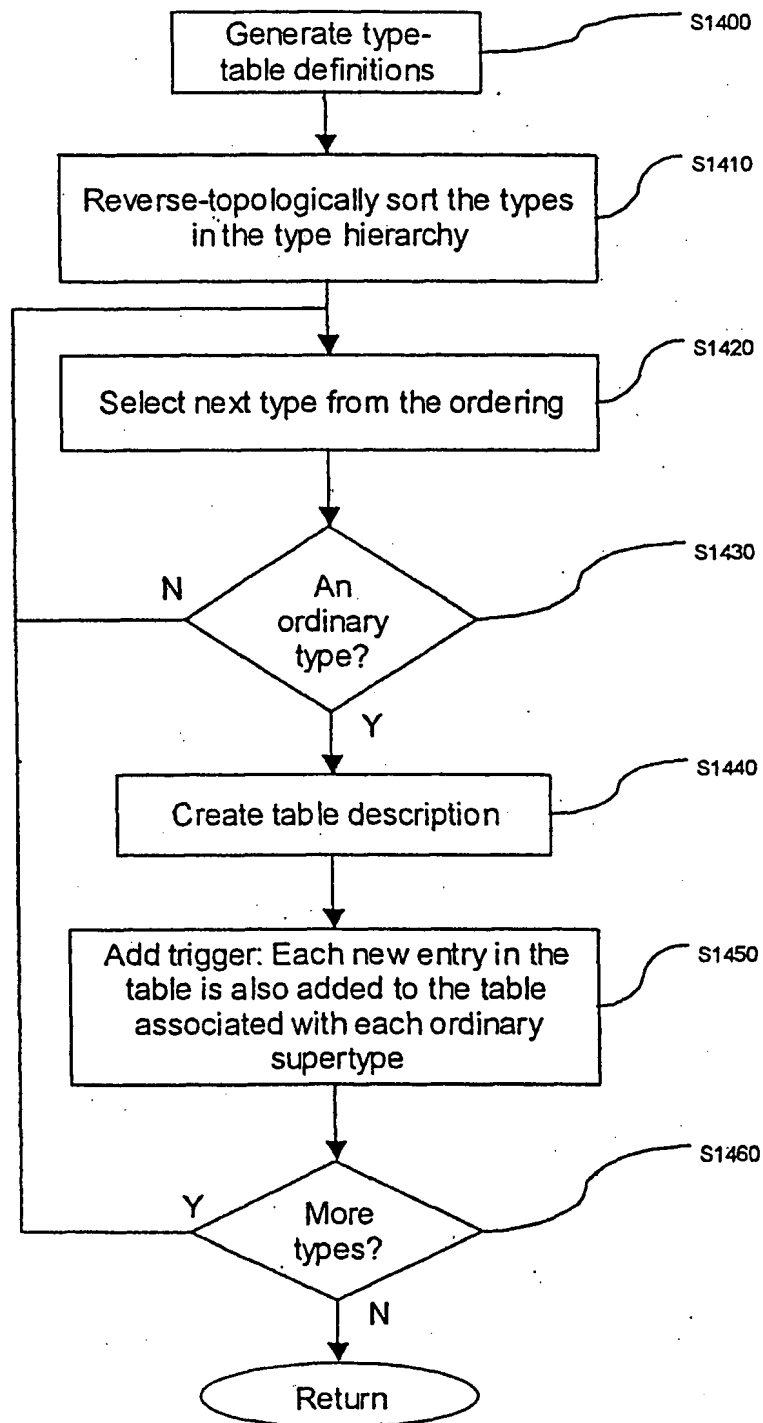 Generate type-
table definitions
S1400
Reverse-topologically sort the types
in the type hierarchy
S1410
Select next type from the ordering
S1420
An
ordinary
type?
S1430
N
Y
Create table description
S1440
Add trigger: Each new entry in the
table is also added to the table
associated with each ordinary
supertype
S1450
More
types?
S1460
Y
N
Return